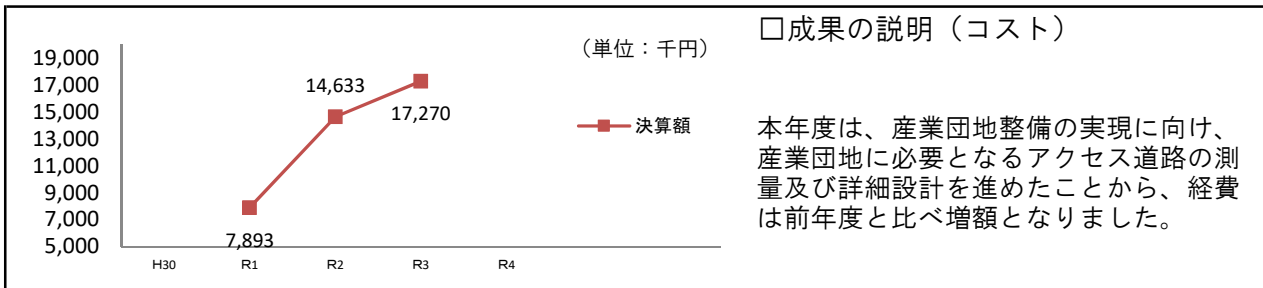 （単位：千円）
19,000
17,000
15,000
13,000
11,000
9,000
7,000
5,000
7,893
14,633
17,270
H30
R1
R2
R3
R4
決算額
□成果の説明（コスト）
本年度は、産業団地整備の実現に向け、
産業団地に必要となるアクセス道路の測
量及び詳細設計を進めたことから、経費
は前年度と比べ増額となりました。